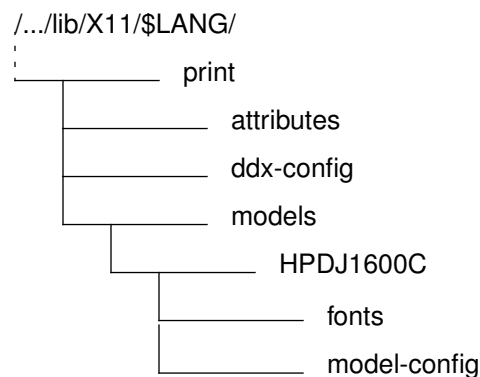 /.../lib/X11/$LANG/
print
attributes
ddx-config
models
HPDJ1600C
fonts
model-config